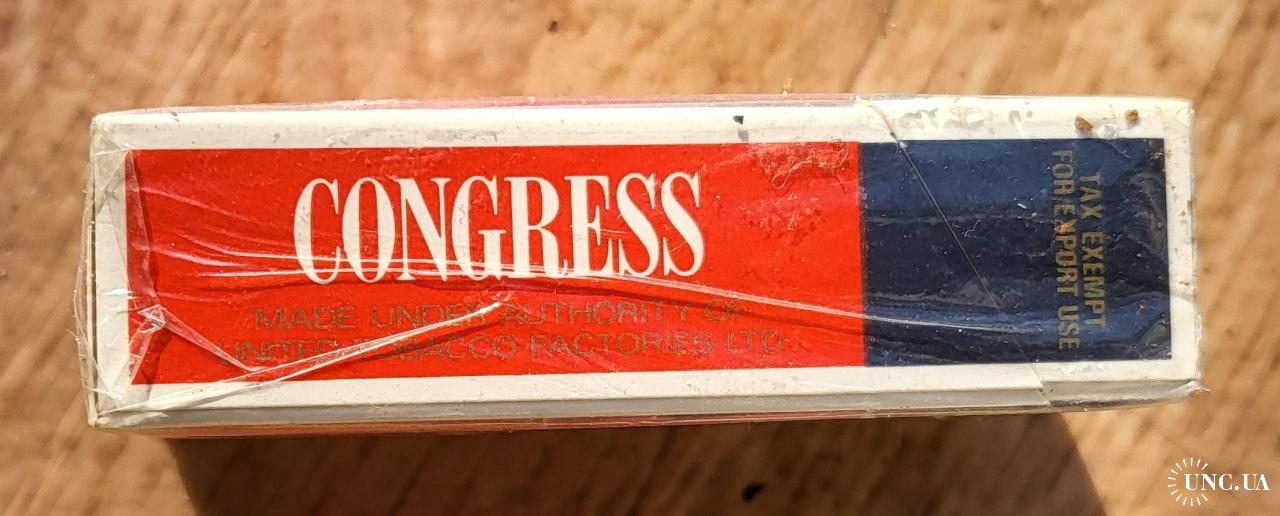 CONGRESS
MADE UNDER AUTHORITY OF
UNITED TOBACCO FACTORIES LTD
TAX EXEMPT
FOR EXPORT USE
UNC.UA